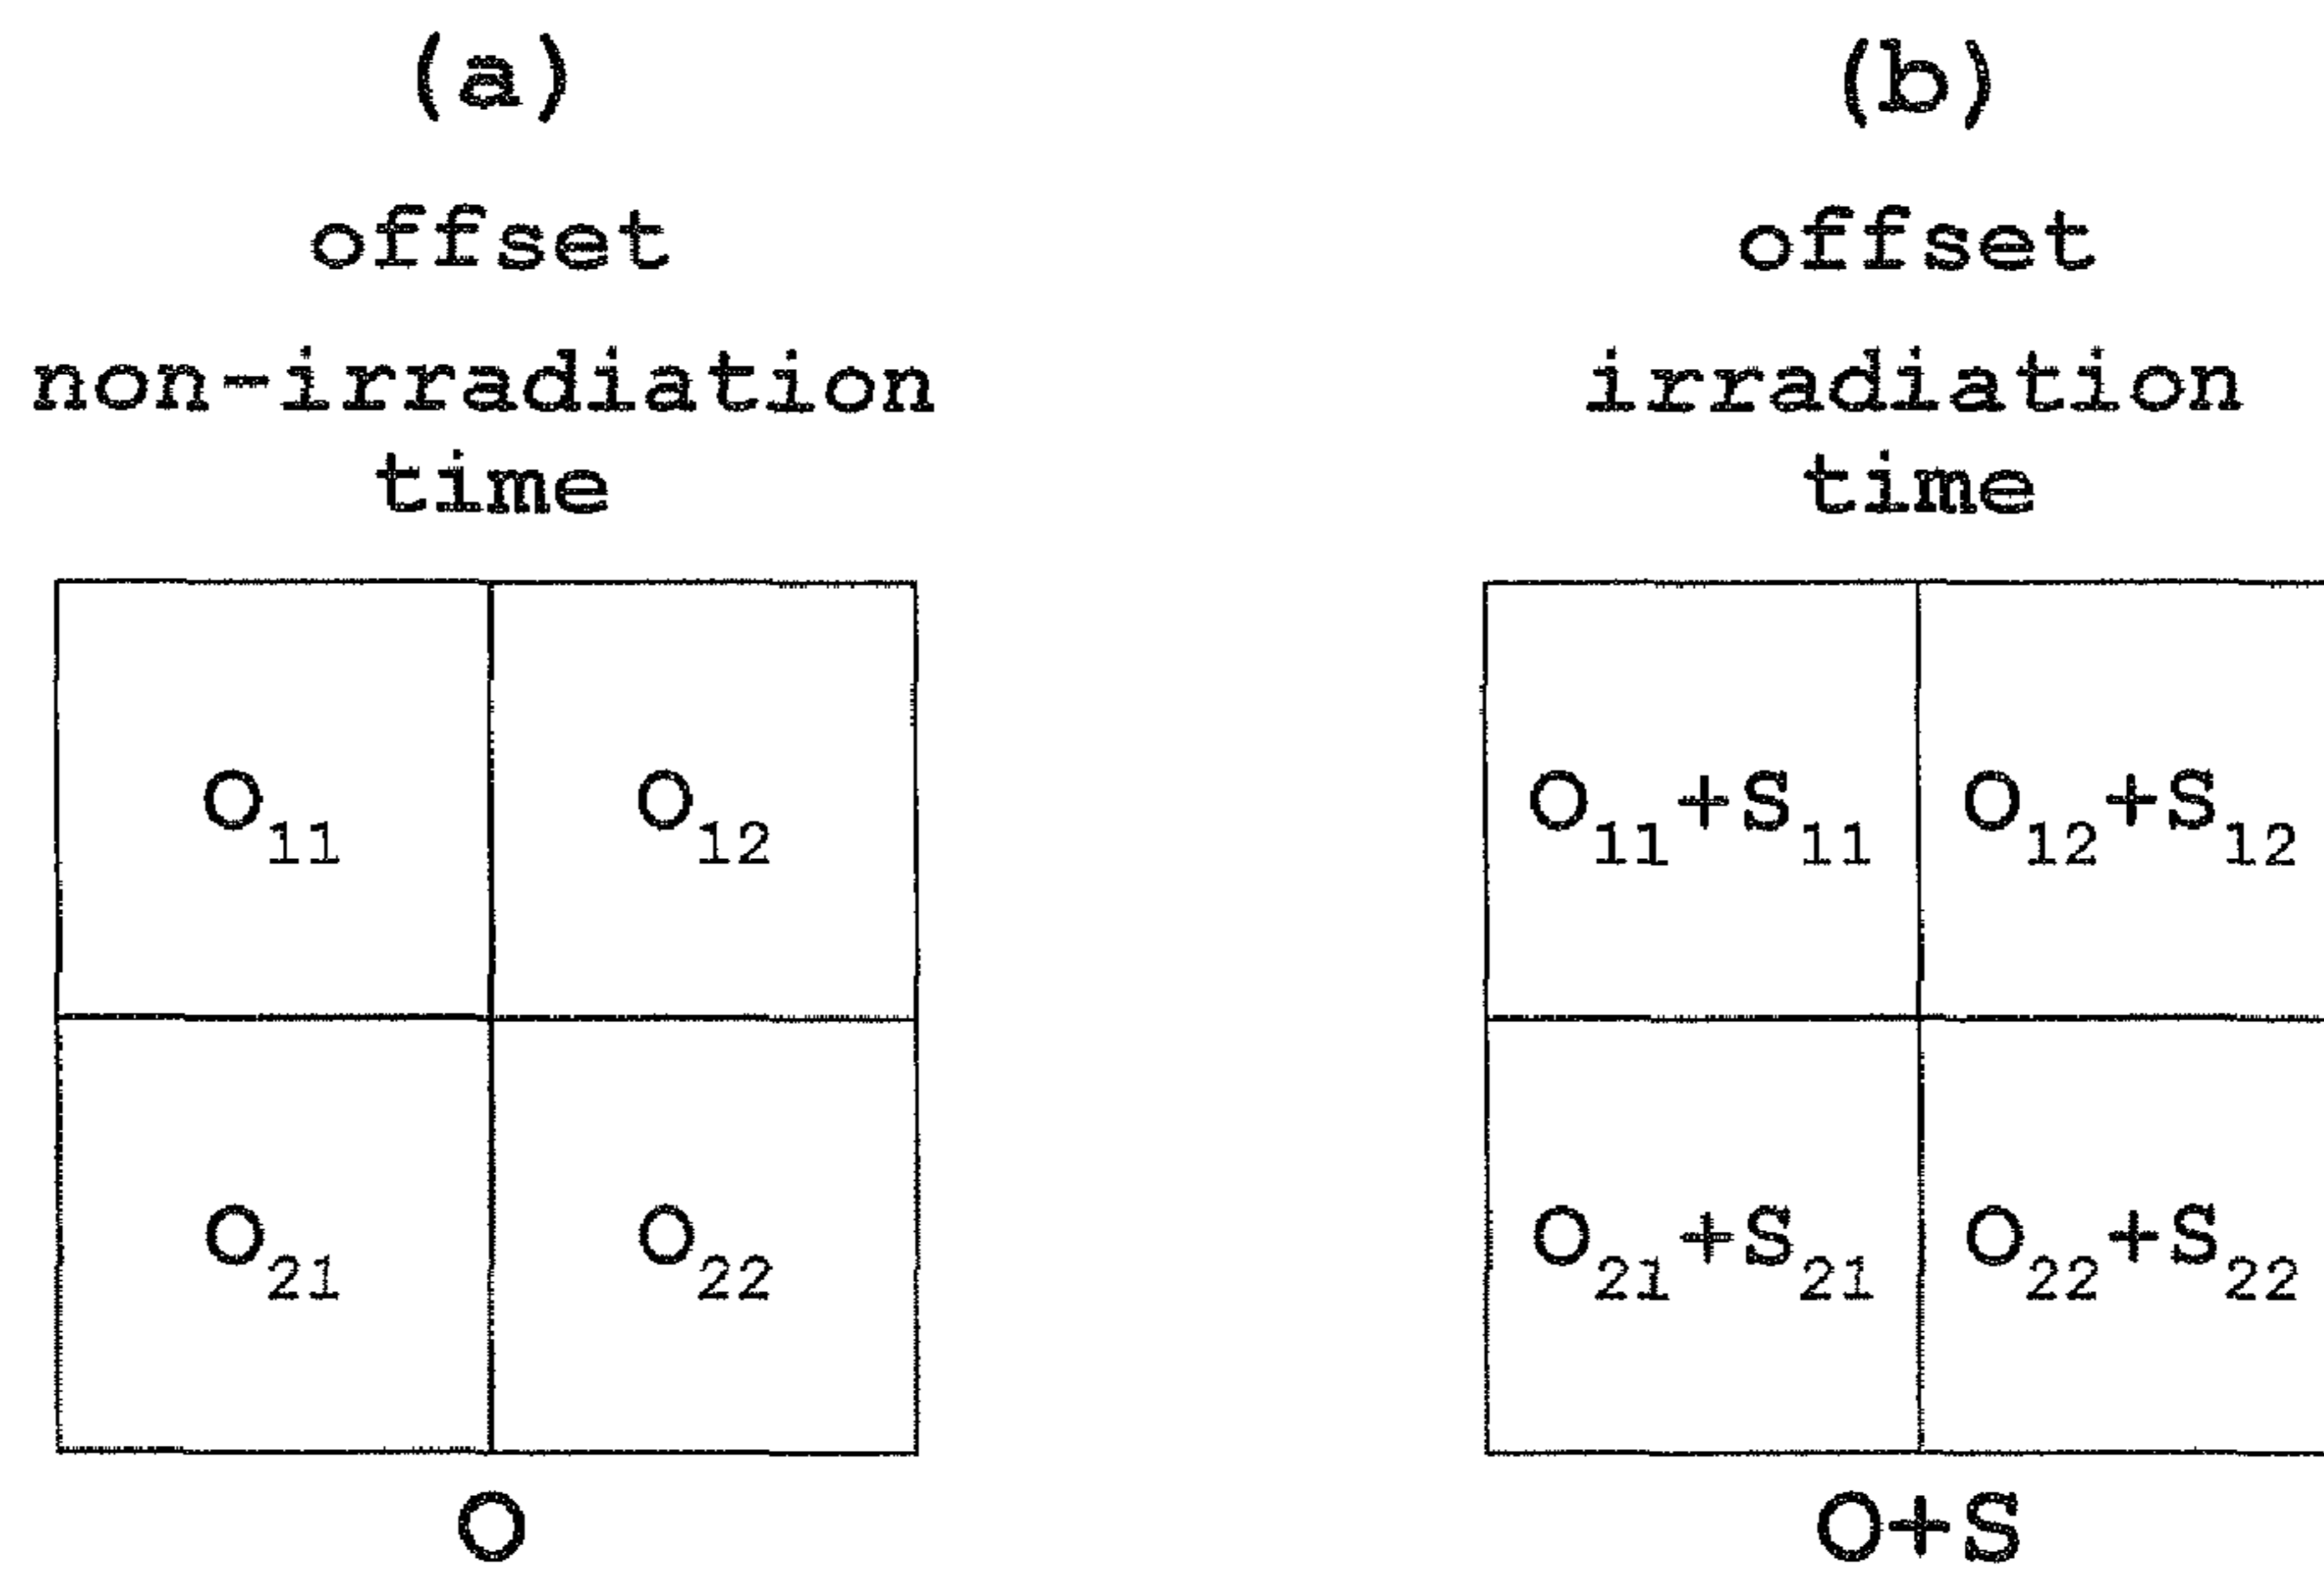 (a)
offset
non-irradiation
time
O11 O12
O21 O22
O
(b)
offset
irradiation
time
O11+S11 O12+S12
O21+S21 O22+S22
O+S